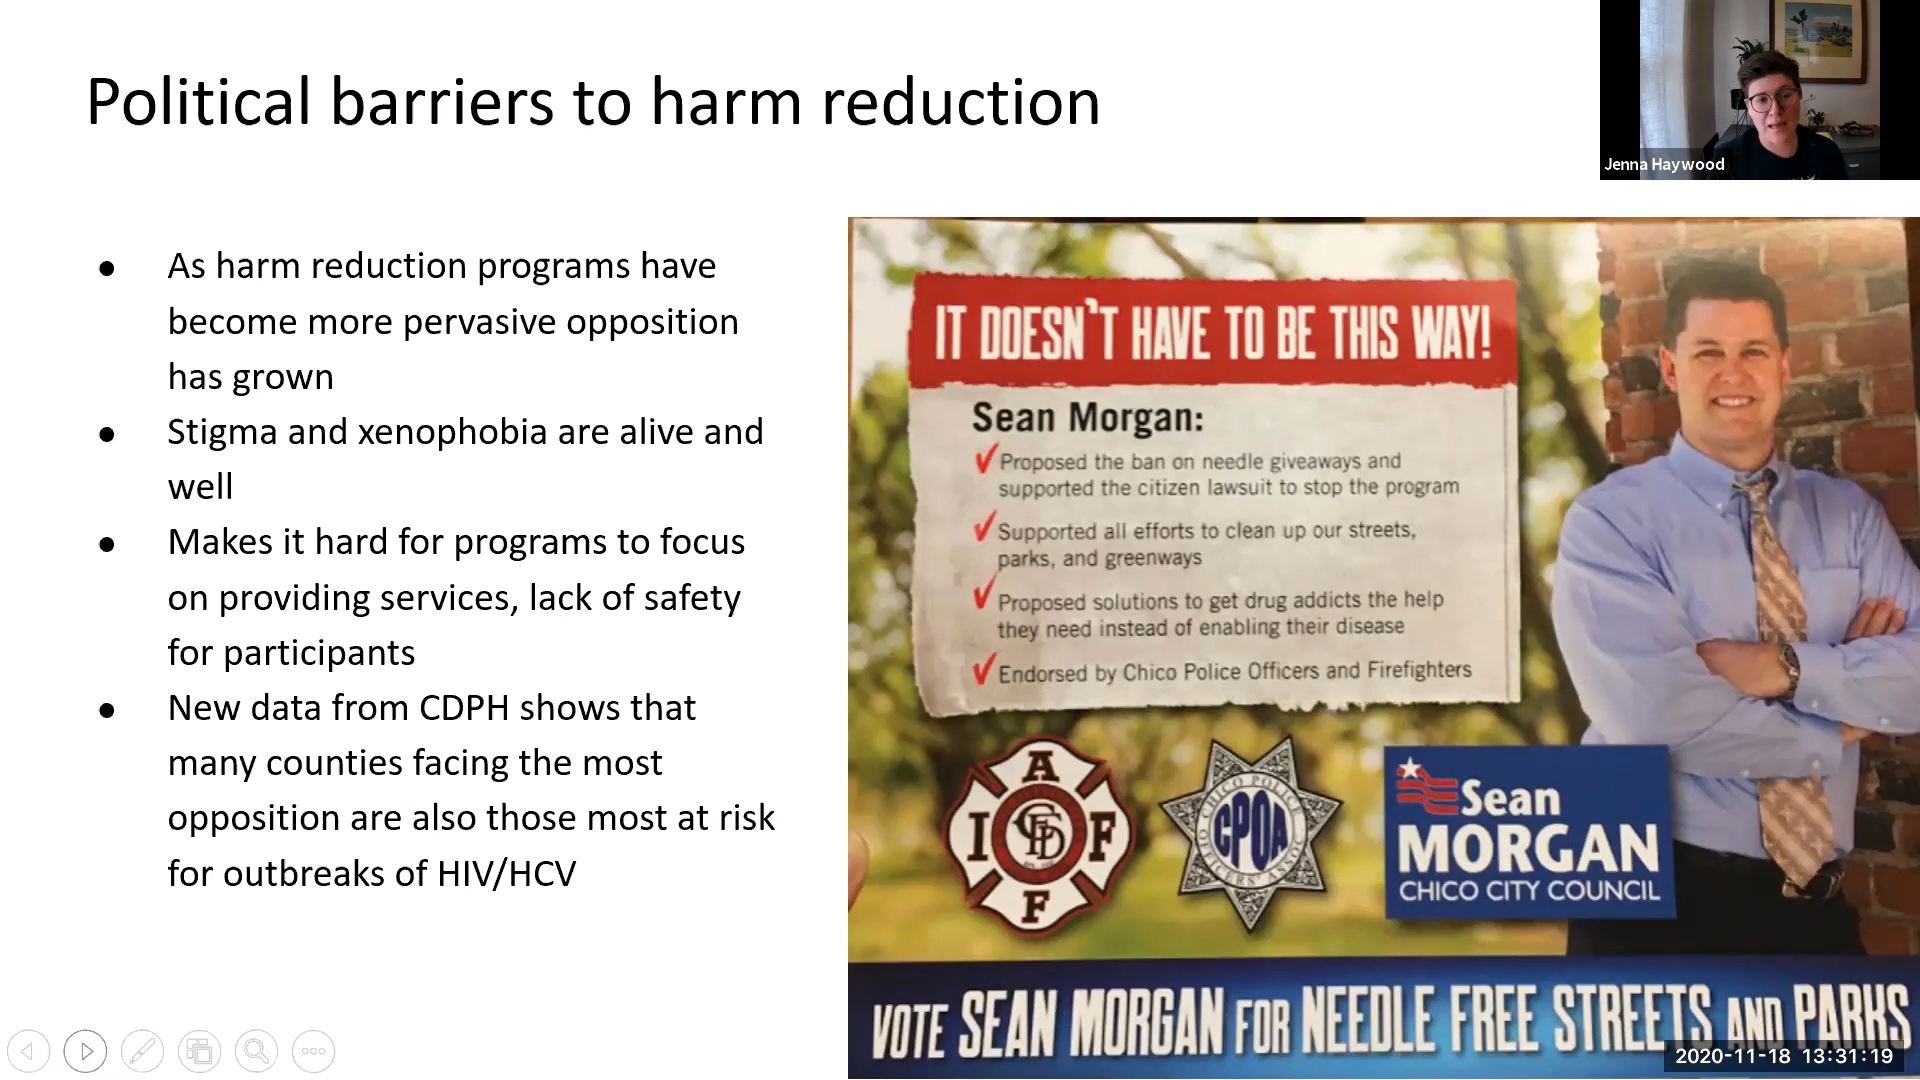 Political barriers to harm reduction
Jenna Haywood
● As harm reduction programs have
become more pervasive opposition
has grown
● Stigma and xenophobia are alive and
well
● Makes it hard for programs to focus
on providing services, lack of safety
for participants
● New data from CDPH shows that
many counties facing the most
opposition are also those most at risk
for outbreaks of HIV/HCV
IT DOESN'T HAVE TO BE THIS WAY!
Sean Morgan:
✓ Proposed the ban on needle giveaways and
supported the citizen lawsuit to stop the program
✓ Supported all efforts to clean up our streets,
parks, and greenways
✓ Proposed solutions to get drug addicts the help
they need instead of enabling their disease
✓ Endorsed by Chico Police Officers and Firefighters
A
I F
F
CFD
CHICO POLICE
CPOA
OFFICERS' ASSOC
Sean
MORGAN
CHICO CITY COUNCIL
VOTE SEAN MORGAN FOR NEEDLE FREE STREETS AND PARKS
2020-11-18 13:31:19